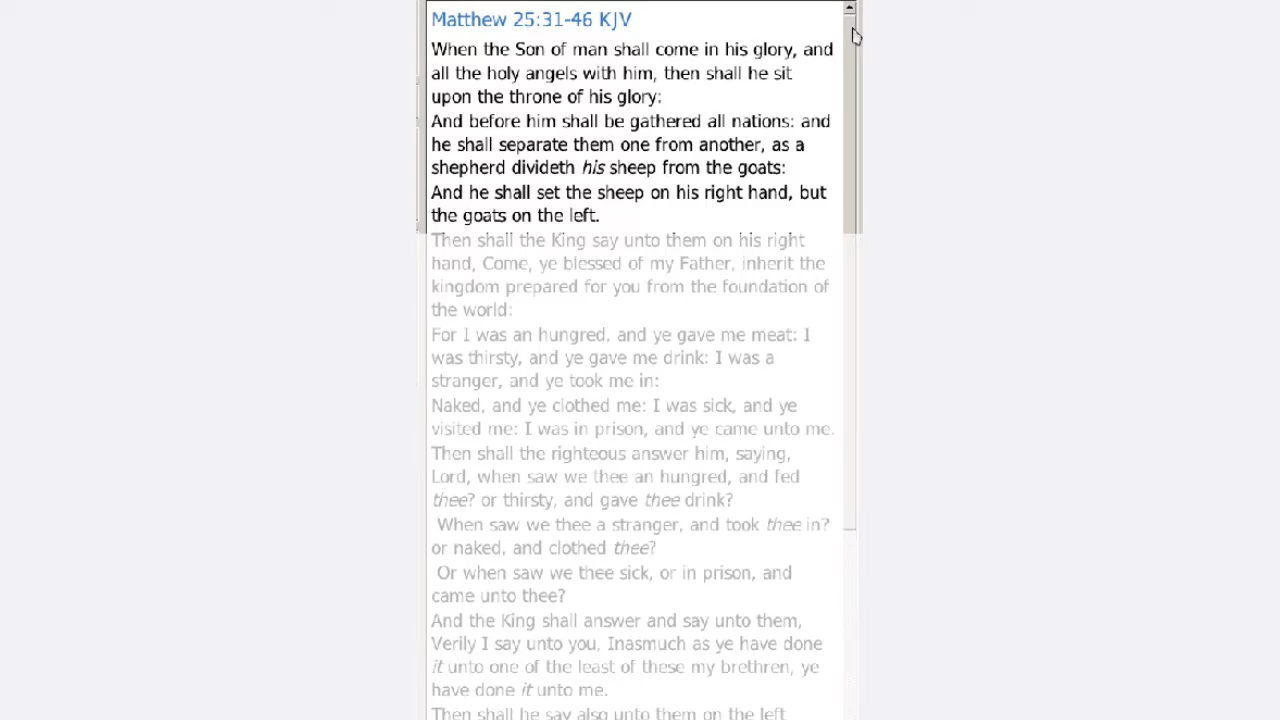 Matthew 25:31-46 KJV
When the Son of man shall come in his glory, and
all the holy angels with him, then shall he sit
upon the throne of his glory:
And before him shall be gathered all nations: and
he shall separate them one from another, as a
shepherd divideth his sheep from the goats:
And he shall set the sheep on his right hand, but
the goats on the left.
Then shall the King say unto them on his right
hand, Come, ye blessed of my Father, inherit the
kingdom prepared for you from the foundation of
the world:
For I was an hungred, and ye gave me meat: I
was thirsty, and ye gave me drink: I was a
stranger, and ye took me in:
Naked, and ye clothed me: I was sick, and ye
visited me: I was in prison, and ye came unto me.
Then shall the righteous answer him, saying,
Lord, when saw we thee an hungred, and fed
thee? or thirsty, and gave thee drink?
When saw we thee a stranger, and took thee in?
or naked, and clothed thee?
Or when saw we thee sick, or in prison, and
came unto thee?
And the King shall answer and say unto them,
Verily I say unto you, Inasmuch as ye have done
it unto one of the least of these my brethren, ye
have done it unto me.
Then shall he say also unto them on the left